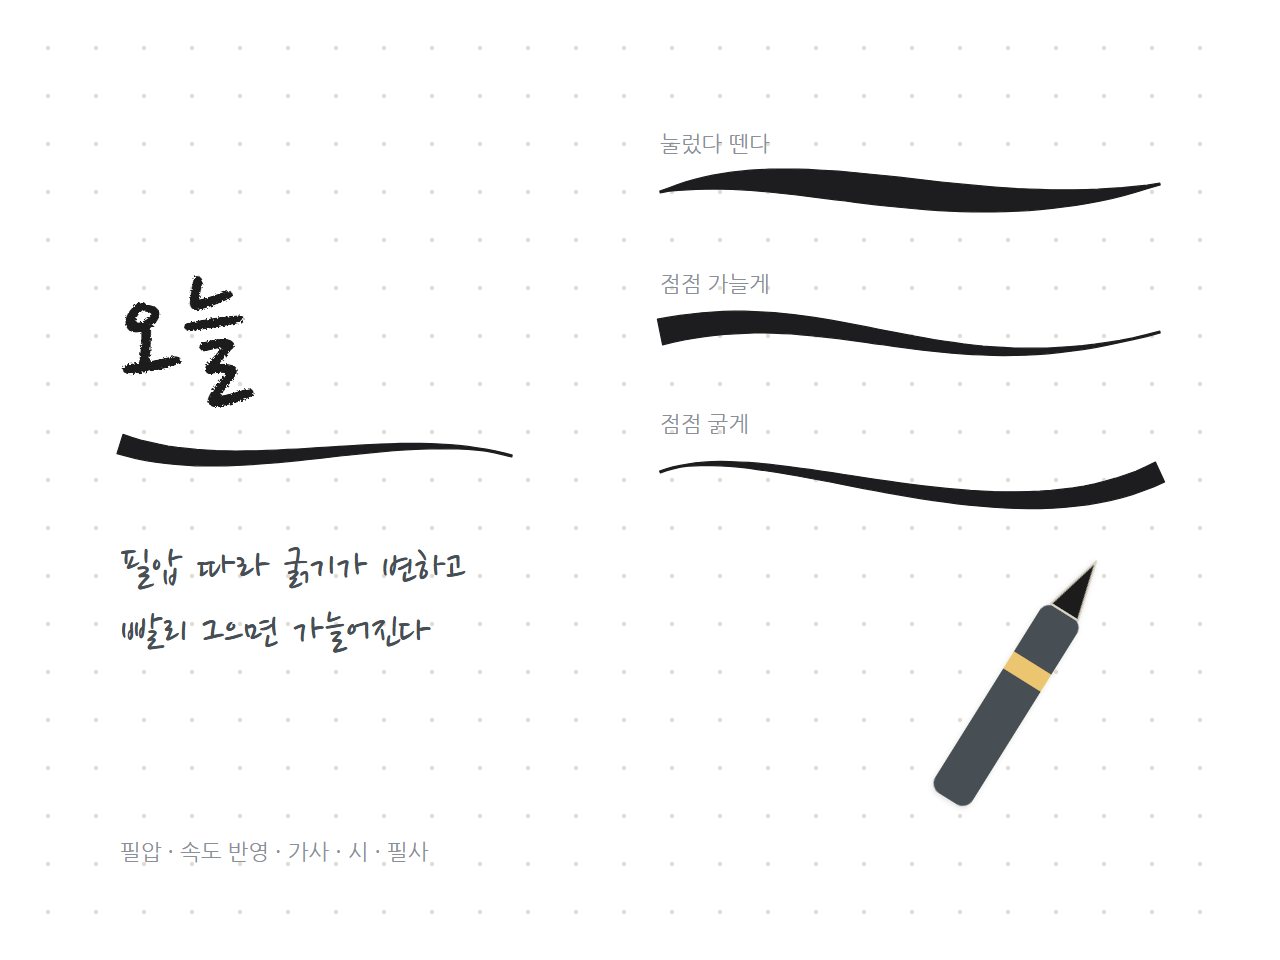 오늘
필압 따라 굵기가 변하고
빨리 그으면 가늘어진다
필압 · 속도 반영 · 가사 · 시 · 필사
눌렀다 뗀다
점점 가늘게
점점 굵게